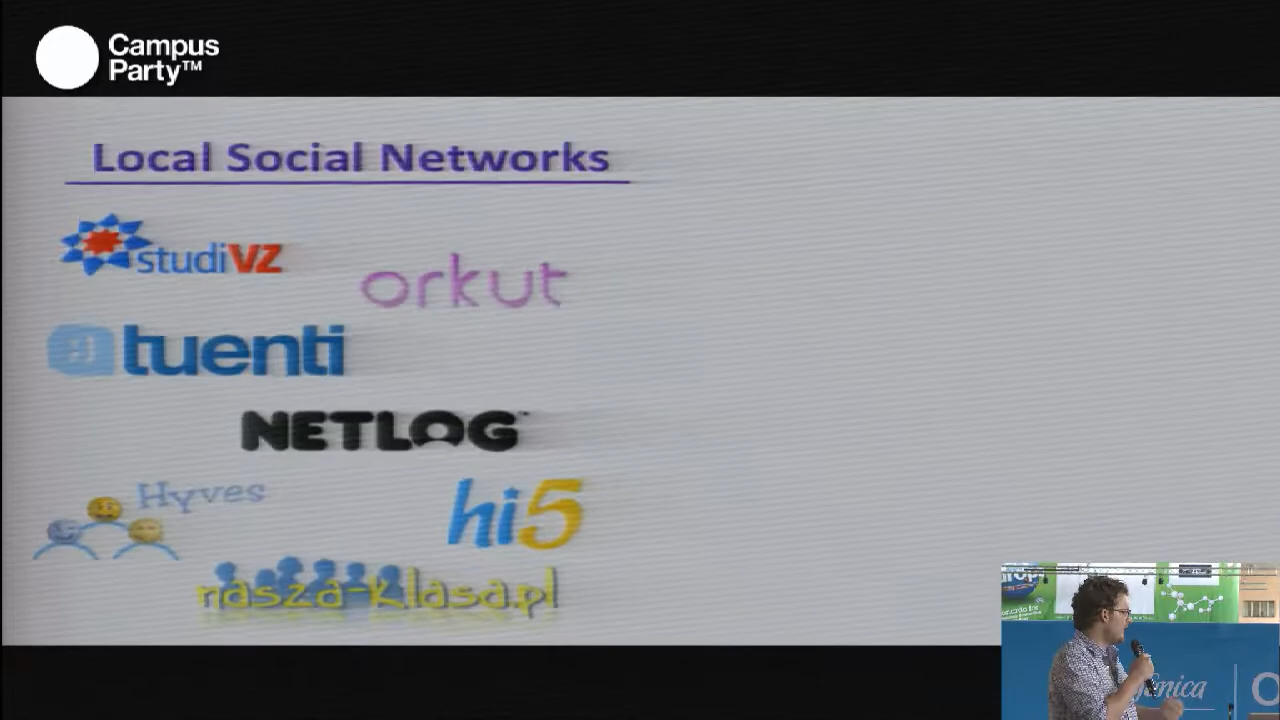 Campus
Party™
Local Social Networks
studiVZ
orkut
tuenti
NETLOG
Hyves
hi5
nasza-klasa.pl